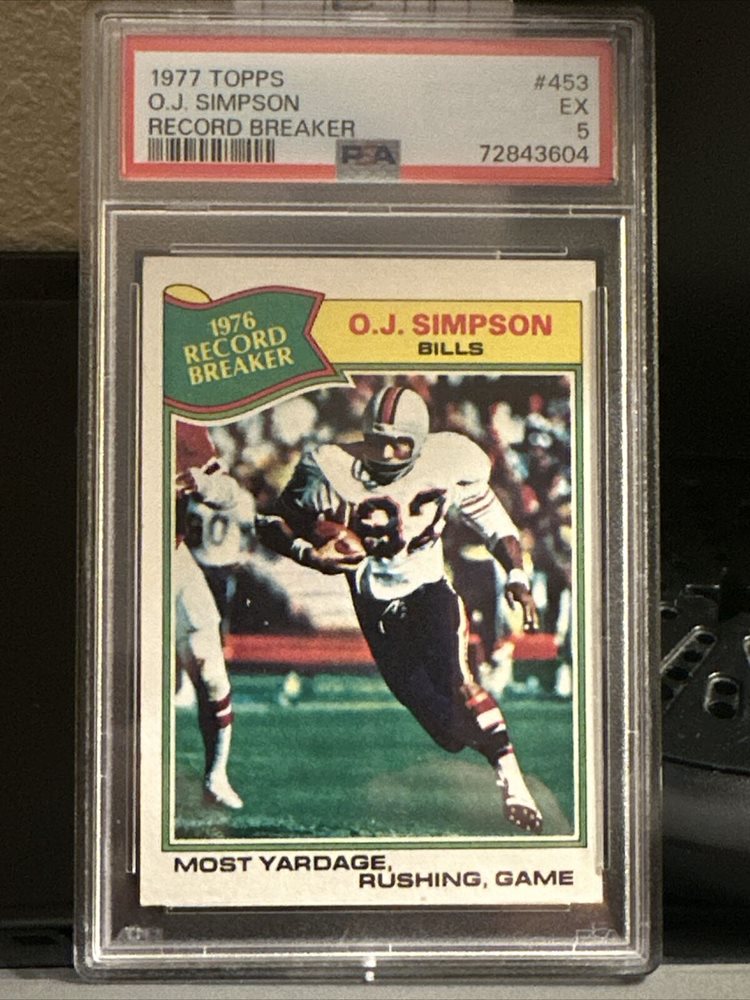 1977 TOPPS #453
O.J. SIMPSON EX
RECORD BREAKER 5
PSA 72843604
1976
RECORD
BREAKER
O.J. SIMPSON
BILLS
MOST YARDAGE,
RUSHING, GAME